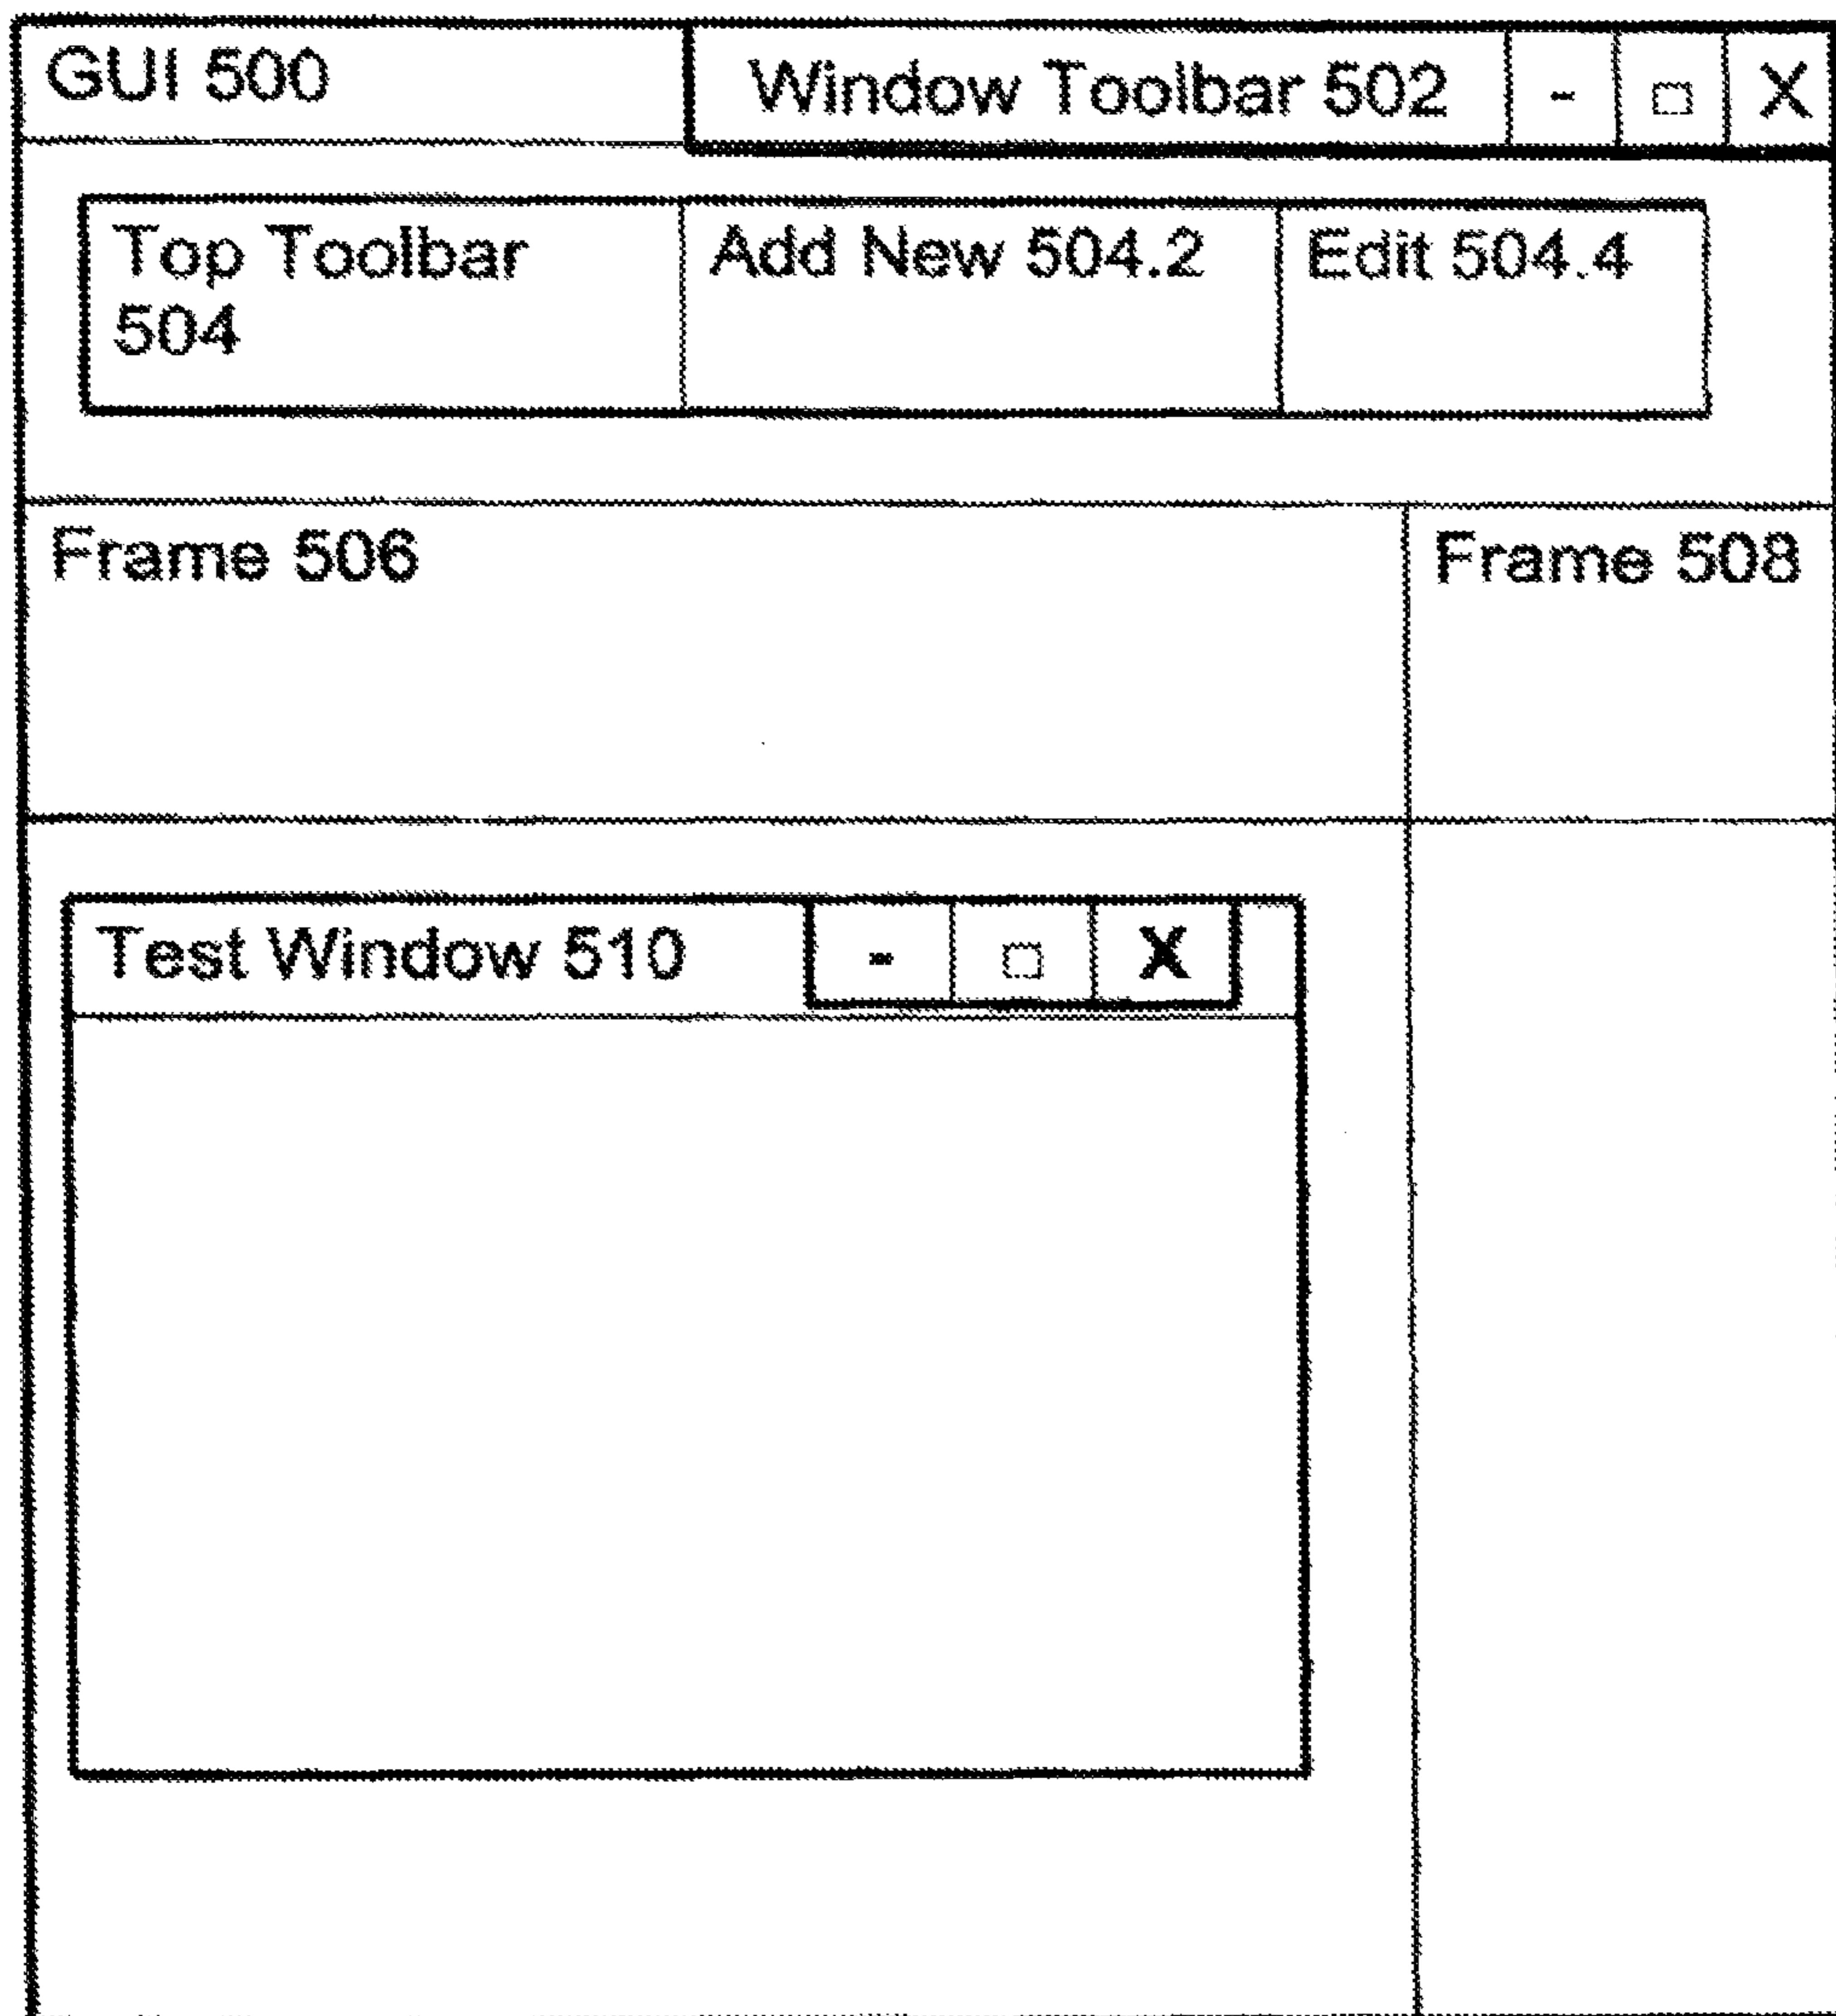 GUI 500
Window Toolbar 502 - □ X
Top Toolbar
504
Add New 504.2
Edit 504.4
Frame 506
Frame 508
Test Window 510 - □ X